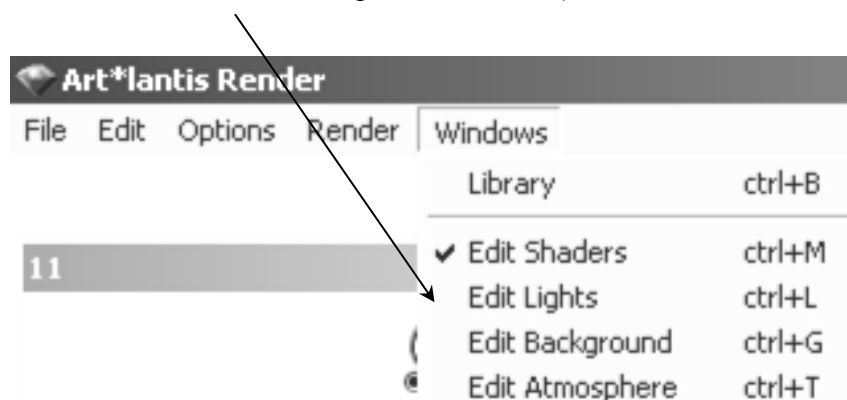 Art*lantis Render
File Edit Options Render Windows
Library ctrl+B
11
Edit Shaders ctrl+M
Edit Lights ctrl+L
Edit Background ctrl+G
Edit Atmosphere ctrl+T